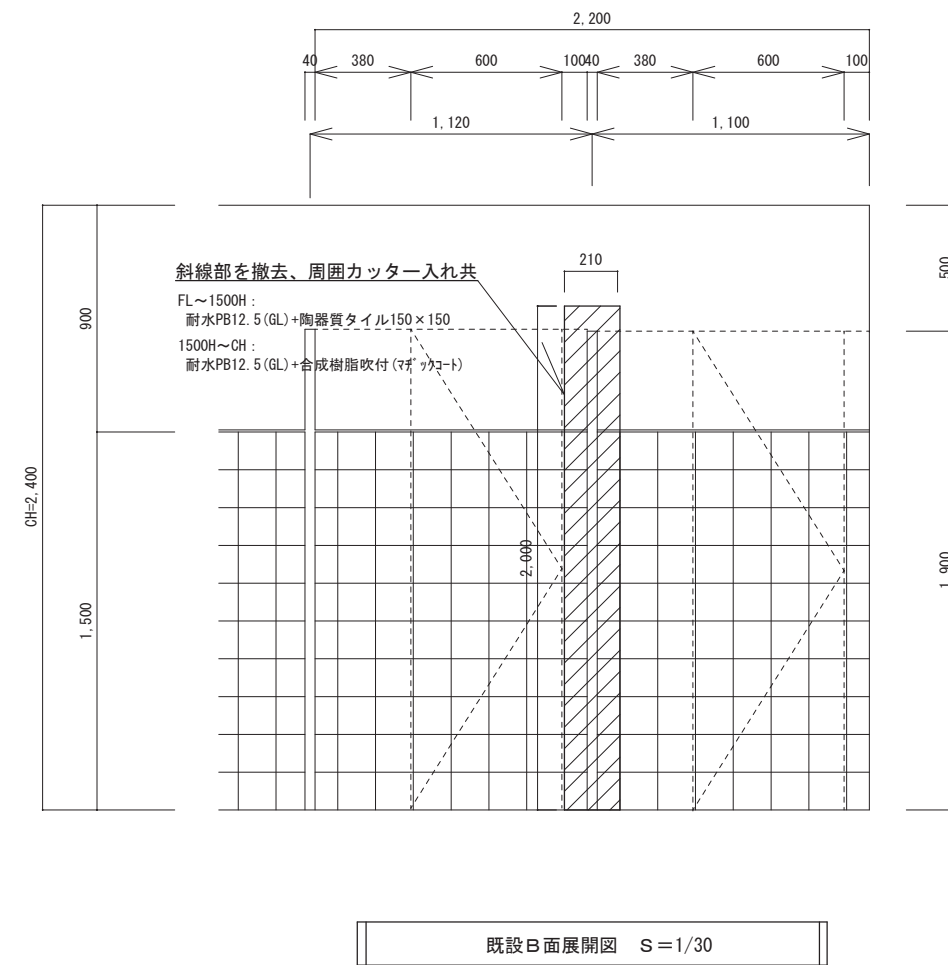 2,200
40 380 600 100 40 380 600 100
1,120 1,100
斜線部を撤去、周囲カッター入れ共
FL～1500H：
耐水PB12.5(GL)+陶器質タイル150×150
1500H～CH：
耐水PB12.5(GL)+合成樹脂吹付(ﾏﾁﾞｯｸｺｰﾄ)
210
900
500
CH=2,400
2,000
1,900
1,500
既設B面展開図 S＝1/30